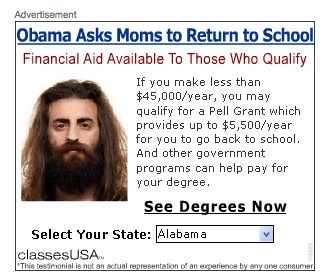 Advertisement
Obama Asks Moms to Return to School
Financial Aid Available To Those Who Qualify
If you make less than
$45,000/year, you may
qualify for a Pell Grant which
provides up to $5,500/year
for you to go back to school.
And other government
programs can help pay for
your degree.
See Degrees Now
Select Your State: Alabama
classesUSA™
*This testimonial is not an actual representation of an experience by any one consumer